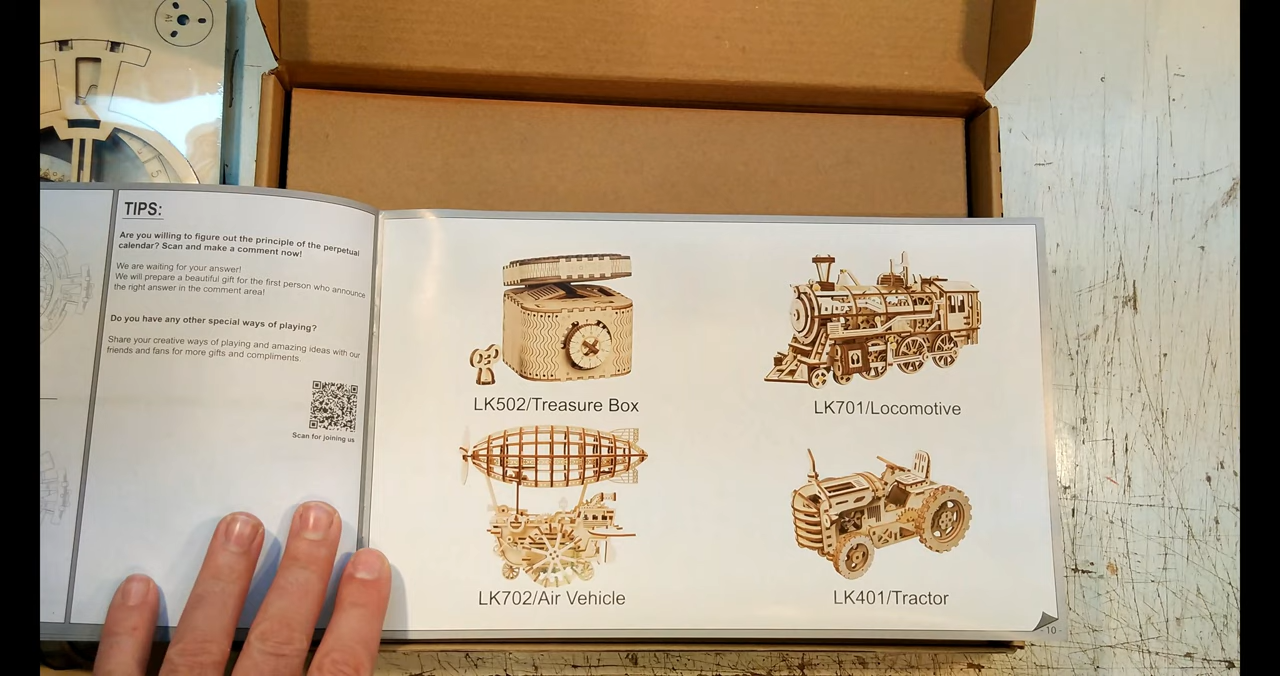 TIPS:
Are you willing to figure out the principle of the perpetual
calendar? Scan and make a comment now!
We are waiting for your answer!
We will prepare a beautiful gift for the first person who announce
the right answer in the comment area!
Do you have any other special ways of playing?
Share your creative ways of playing and amazing ideas with our
friends and fans for more gifts and compliments.
Scan for joining us
LK502/Treasure Box
LK701/Locomotive
LK702/Air Vehicle
LK401/Tractor
- 10 -
A1
5